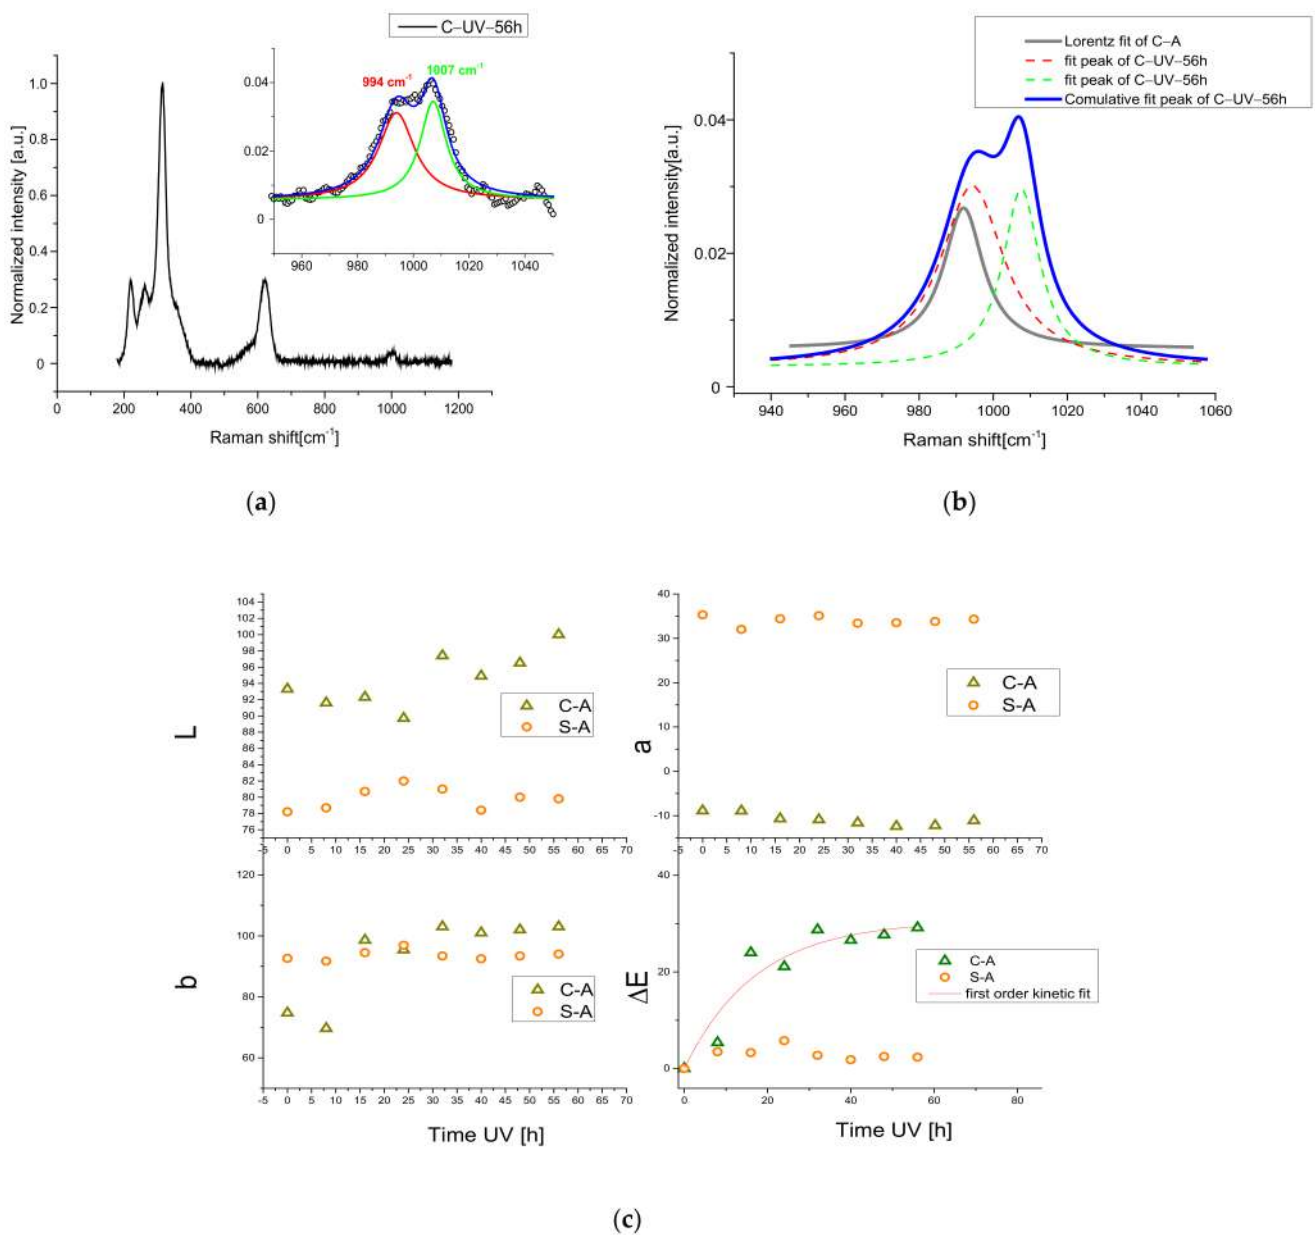 C–UV–56h
1.0
0.8
0.6
0.4
0.2
0
0 200 400 600 800 1000 1200
Normalized intensity [a.u.]
Raman shift[cm-1]
994 cm-1
1007 cm-1
0.04
0.02
0
960 980 1000 1020 1040
(a)
Lorentz fit of C–A
fit peak of C–UV–56h
fit peak of C–UV–56h
Comulative fit peak of C–UV–56h
0.04
0.02
0
940 960 980 1000 1020 1040 1060
Normalized intensity[a.u.]
Raman shift[cm-1]
(b)
L
104
102
100
98
96
94
92
90
88
86
84
82
80
78
76
C-A
S-A
-5 0 5 10 15 20 25 30 35 40 45 50 55 60 65 70
a
40
30
20
10
0
-10
C-A
S-A
-5 0 5 10 15 20 25 30 35 40 45 50 55 60 65 70
b
120
100
80
60
C-A
S-A
-5 0 5 10 15 20 25 30 35 40 45 50 55 60 65 70
Time UV [h]
ΔE
40
20
0
C-A
S-A
first order kinetic fit
0 20 40 60 80
Time UV [h]
(c)